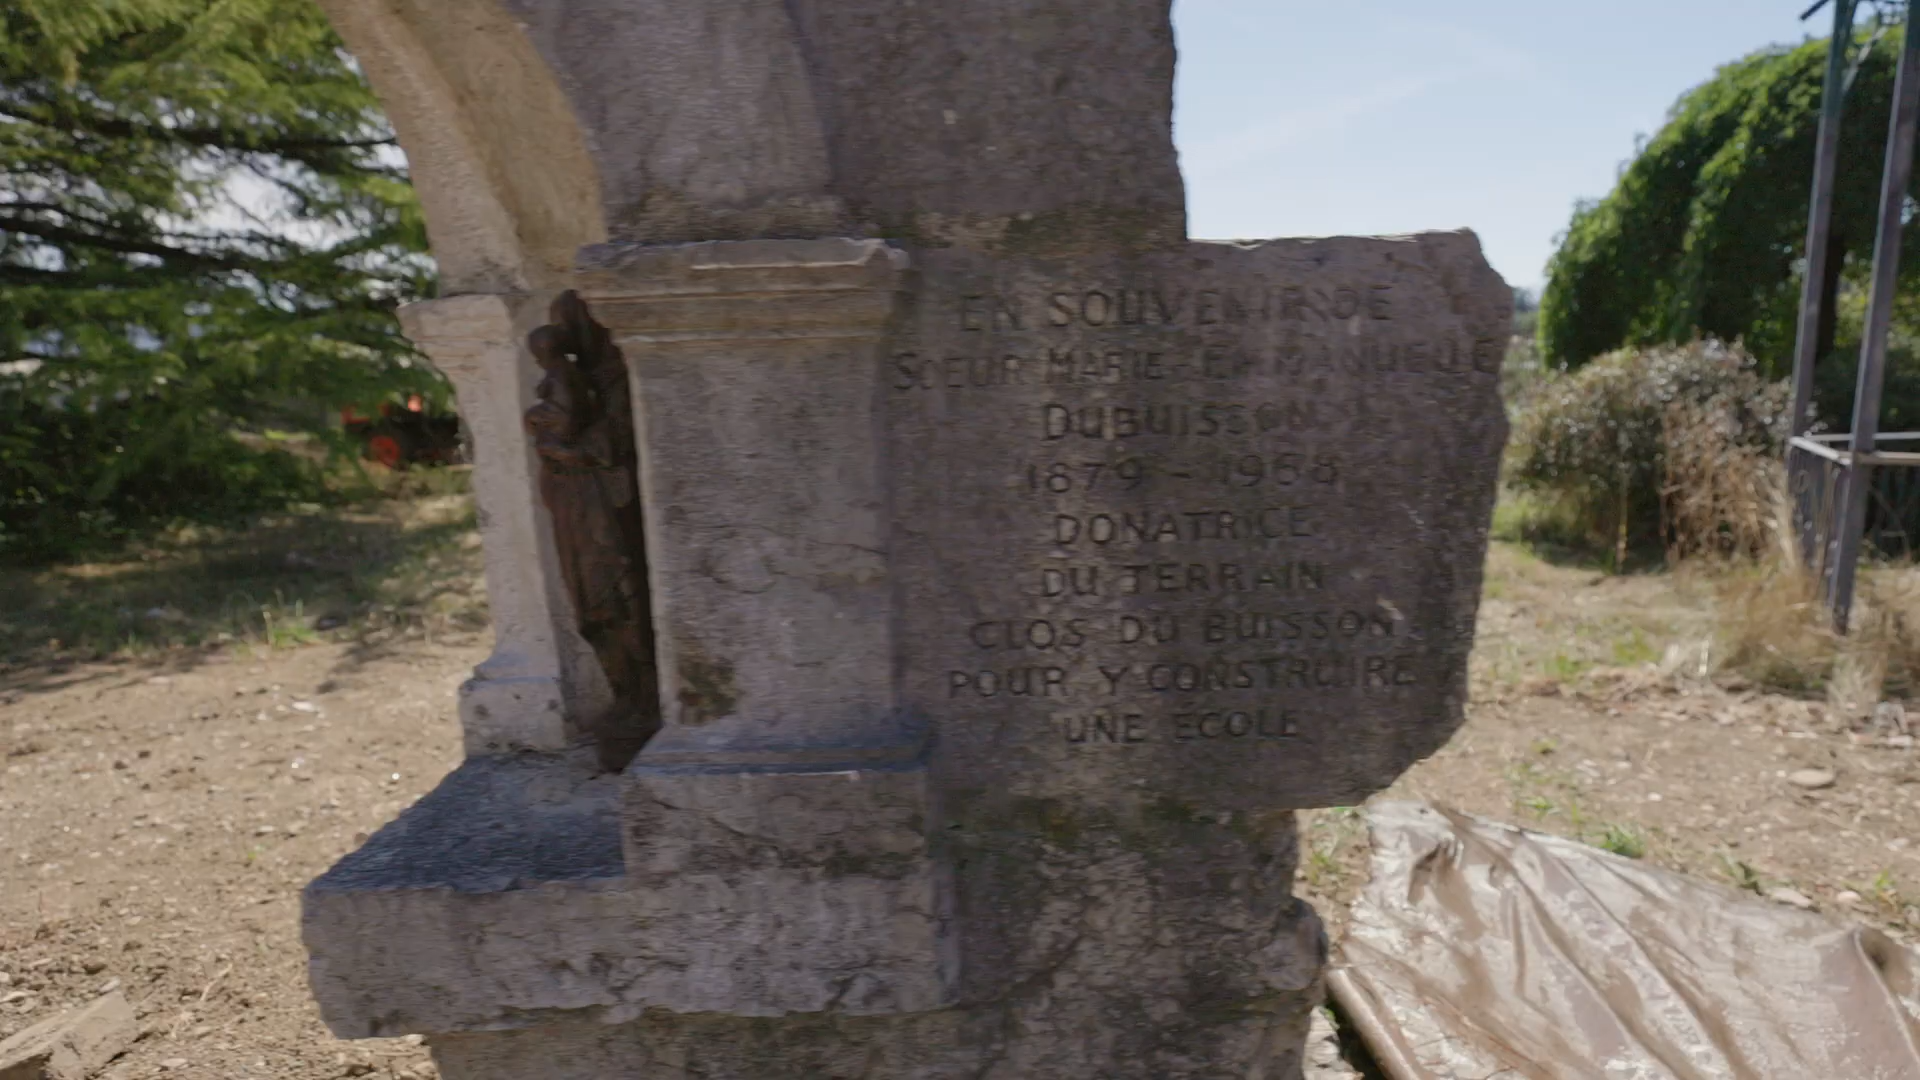 EN SOUVENIR DE
SOEUR MARIE-EMMANUELLE
DUBUISSON
1879 - 1968
DONATRICE
DU TERRAIN
CLOS DU BUISSON
POUR Y CONSTRUIRE
UNE ECOLE